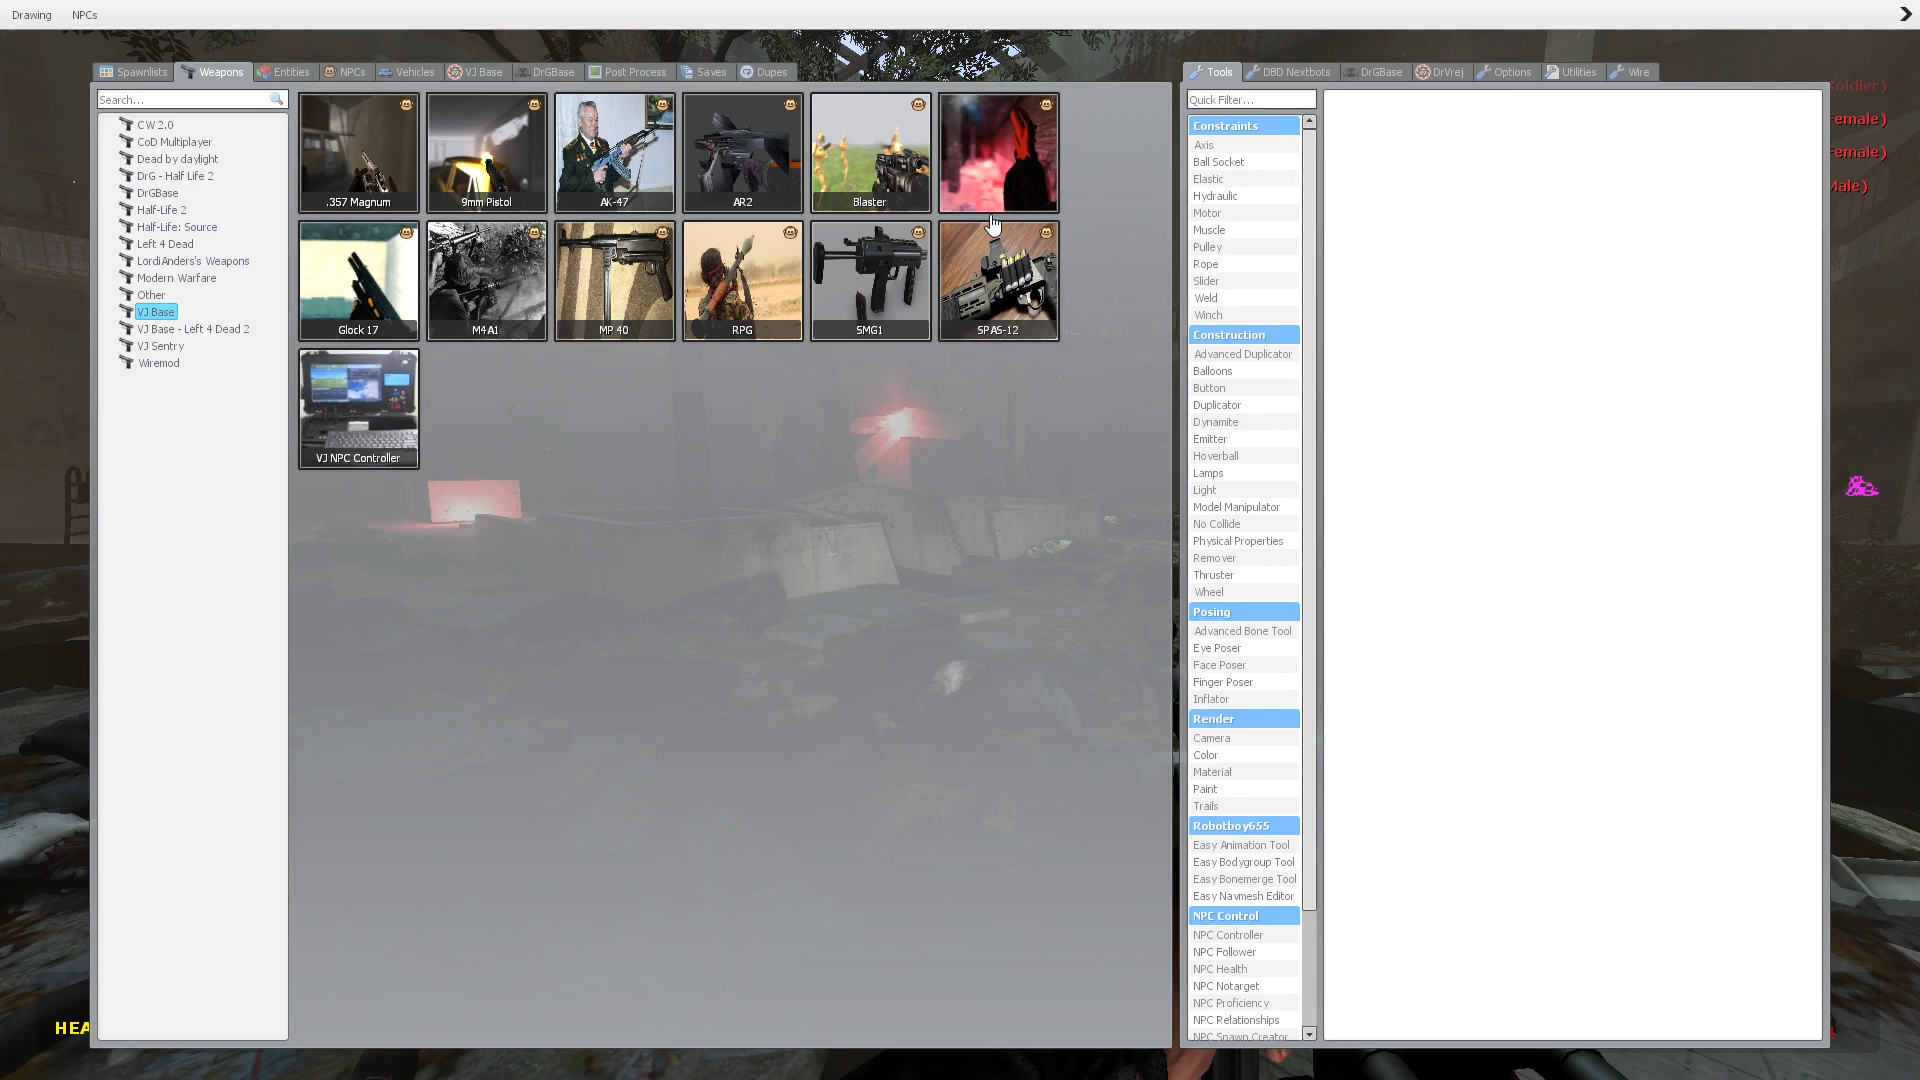 Drawing NPCs
Spawnlists Weapons Entities NPCs Vehicles VJ Base DrGBase Post Process Saves Dupes
Search...
CW 2.0
CoD Multiplayer
Dead by daylight
DrG - Half Life 2
DrGBase
Half-Life 2
Half-Life: Source
Left 4 Dead
LordiAnders's Weapons
Modern Warfare
Other
VJ Base
VJ Base - Left 4 Dead 2
VJ Sentry
Wiremod
.357 Magnum
9mm Pistol
AK-47
AR2
Blaster
Glock 17
M4A1
MP 40
RPG
SMG1
SPAS-12
VJ NPC Controller
Tools DBD Nextbots DrGBase DrVrej Options Utilities Wire
Quick Filter...
Constraints
Axis
Ball Socket
Elastic
Hydraulic
Motor
Muscle
Pulley
Rope
Slider
Weld
Winch
Construction
Advanced Duplicator
Balloons
Button
Duplicator
Dynamite
Emitter
Hoverball
Lamps
Light
Model Manipulator
No Collide
Physical Properties
Remover
Thruster
Wheel
Posing
Advanced Bone Tool
Eye Poser
Face Poser
Finger Poser
Inflator
Render
Camera
Color
Material
Paint
Trails
Robotboy655
Easy Animation Tool
Easy Bodygroup Tool
Easy Bonemerge Tool
Easy Navmesh Editor
NPC Control
NPC Controller
NPC Follower
NPC Health
NPC Notarget
NPC Proficiency
NPC Relationships
NPC Spawn Creator
oldier)
Female)
Female)
Male)
HEA